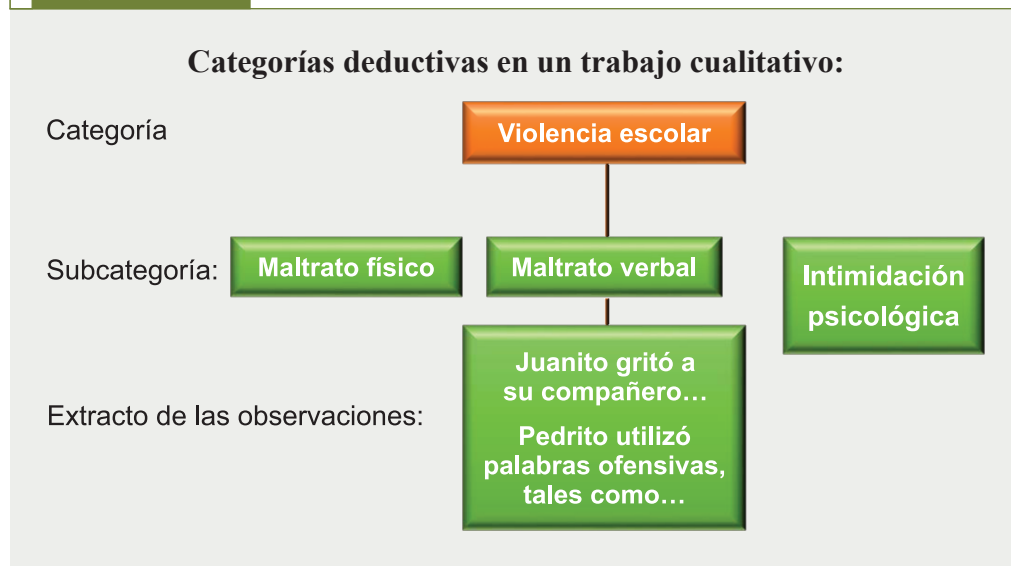 Categorías deductivas en un trabajo cualitativo:
Categoría
Violencia escolar
Subcategoría:
Maltrato físico
Maltrato verbal
Intimidación
psicológica
Extracto de las observaciones:
Juanito gritó a
su compañero…
Pedrito utilizó
palabras ofensivas,
tales como…